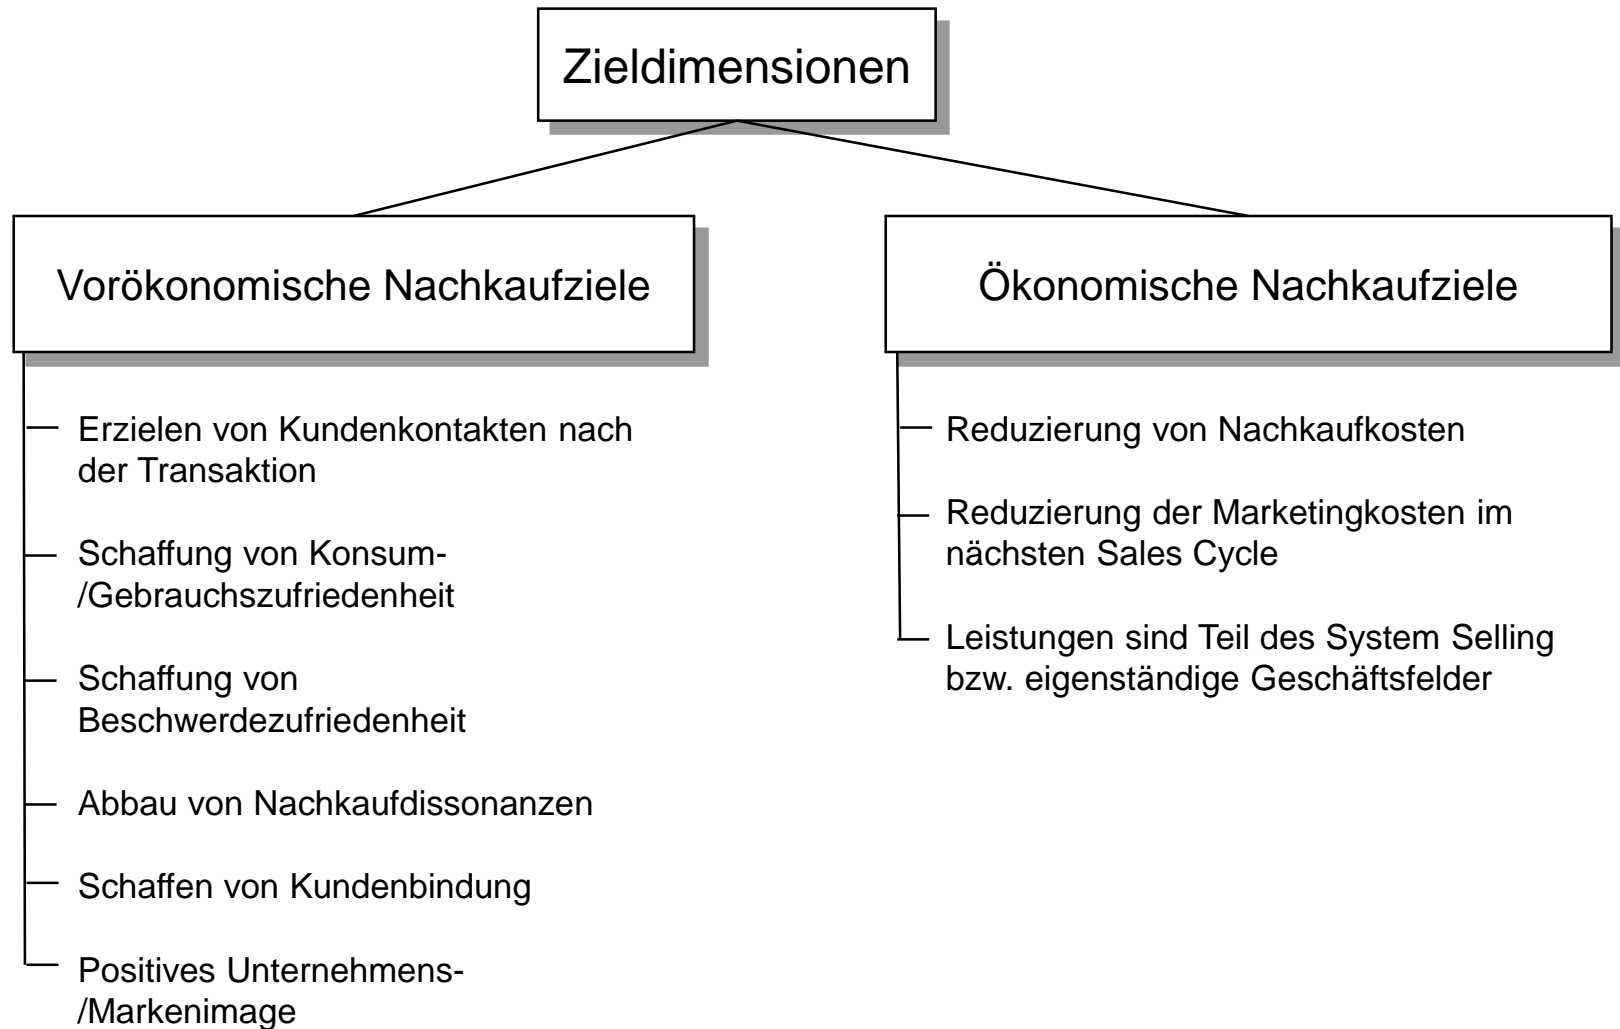 Zieldimensionen
Vorökonomische Nachkaufziele
Erzielen von Kundenkontakten nach
der Transaktion
Schaffung von Konsum-
/Gebrauchszufriedenheit
Schaffung von
Beschwerdezufriedenheit
Abbau von Nachkaufdissonanzen
Schaffen von Kundenbindung
Positives Unternehmens-
/Markenimage
Ökonomische Nachkaufziele
Reduzierung von Nachkaufkosten
Reduzierung der Marketingkosten im
nächsten Sales Cycle
Leistungen sind Teil des System Selling
bzw. eigenständige Geschäftsfelder